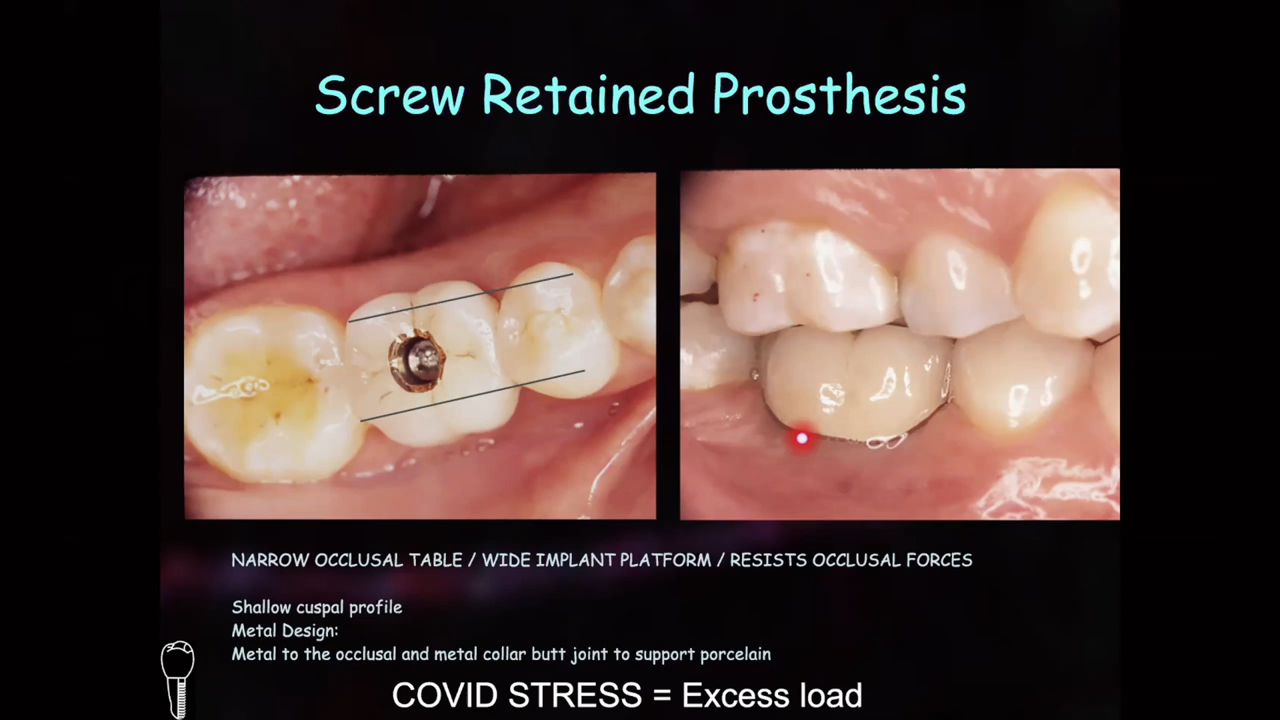 Screw Retained Prosthesis
NARROW OCCLUSAL TABLE / WIDE IMPLANT PLATFORM / RESISTS OCCLUSAL FORCES
Shallow cuspal profile
Metal Design:
Metal to the occlusal and metal collar butt joint to support porcelain
COVID STRESS = Excess load